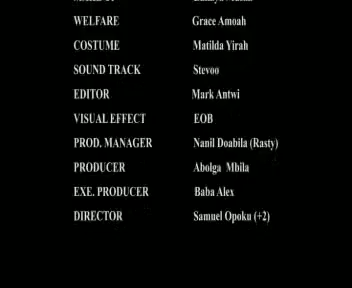 WELFARE Grace Amoah
COSTUME Matilda Yirah
SOUND TRACK Stevoo
EDITOR Mark Antwi
VISUAL EFFECT EOB
PROD. MANAGER Nanil Doabila (Rasty)
PRODUCER Abolga Mbila
EXE. PRODUCER Baba Alex
DIRECTOR Samuel Opoku (+2)